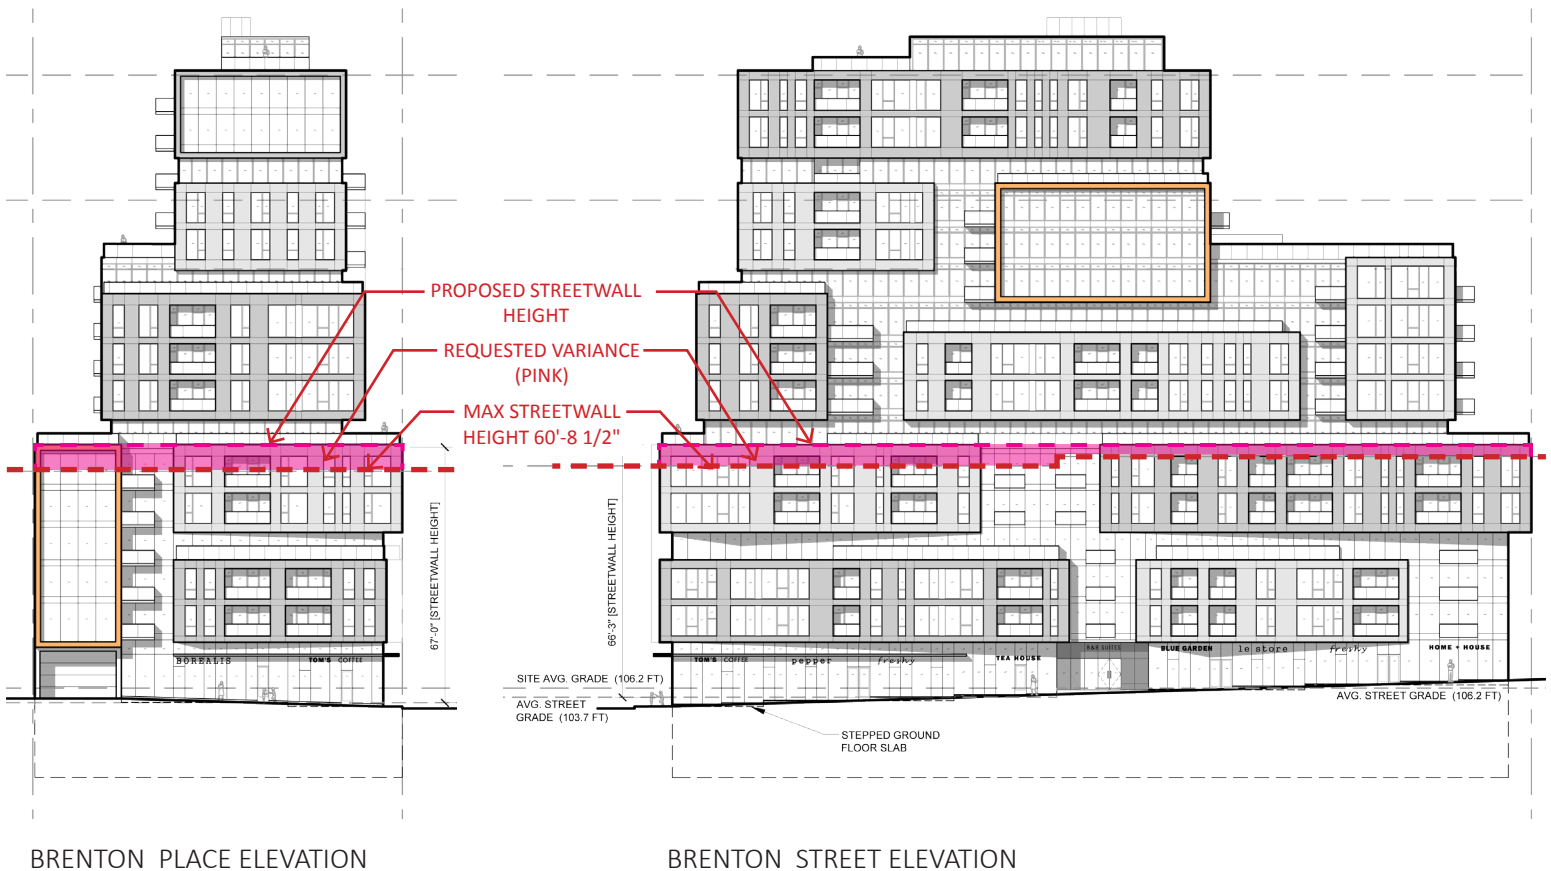 PROPOSED STREETWALL
HEIGHT
REQUESTED VARIANCE
(PINK)
MAX STREETWALL
HEIGHT 60'-8 1/2"
67'-0" [STREETWALL HEIGHT]
66'-3" [STREETWALL HEIGHT]
BOREALIS
TOM'S COFFEE
TOM'S COFFEE
pepper
freshy
TEA HOUSE
B&R SUITES
BLUE GARDEN
le store
freshy
HOME + HOUSE
SITE AVG. GRADE (106.2 FT)
AVG. STREET
GRADE (103.7 FT)
AVG. STREET GRADE (106.2 FT)
STEPPED GROUND
FLOOR SLAB
BRENTON PLACE ELEVATION
BRENTON STREET ELEVATION